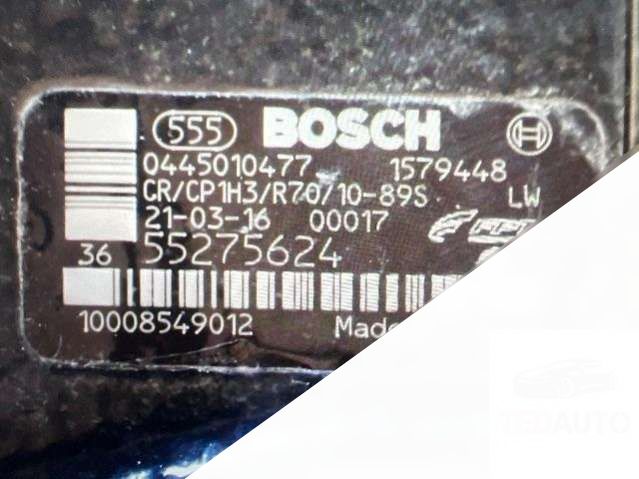 555 BOSCH
0445010477 1579448
CR/CP1H3/R70/10-89S LW
21-03-16 00017
36 55275624
10008549012 Made
TEDAUTO